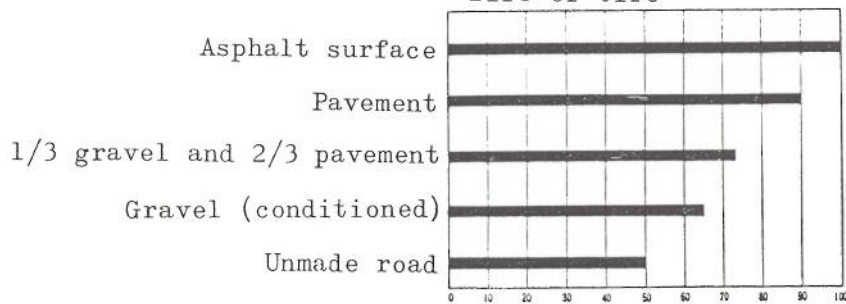 Asphalt surface
Pavement
1/3 gravel and 2/3 pavement
Gravel (conditioned)
Unmade road
0 10 20 30 40 50 60 70 80 90 100